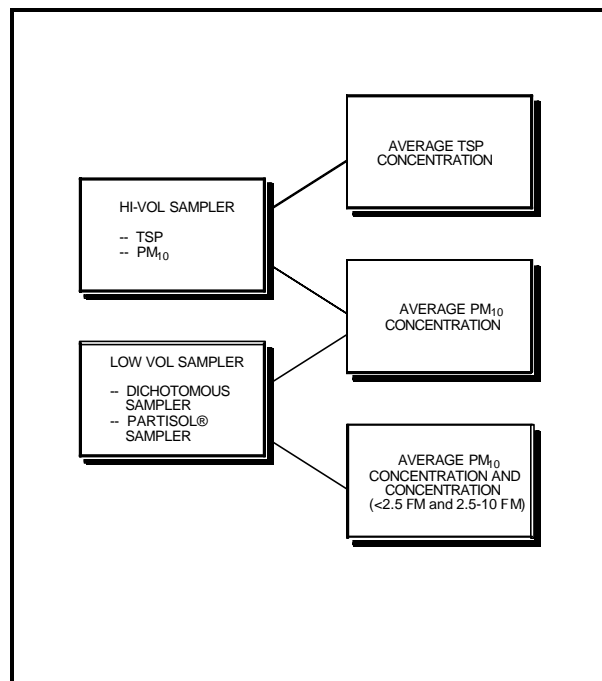 AVERAGE TSP
CONCENTRATION
HI-VOL SAMPLER
-- TSP
-- PM10
AVERAGE PM10
CONCENTRATION
LOW VOL SAMPLER
-- DICHOTOMOUS
SAMPLER
-- PARTISOL®
SAMPLER
AVERAGE PM10
CONCENTRATION AND
CONCENTRATION
(<2.5 FM and 2.5-10 FM)